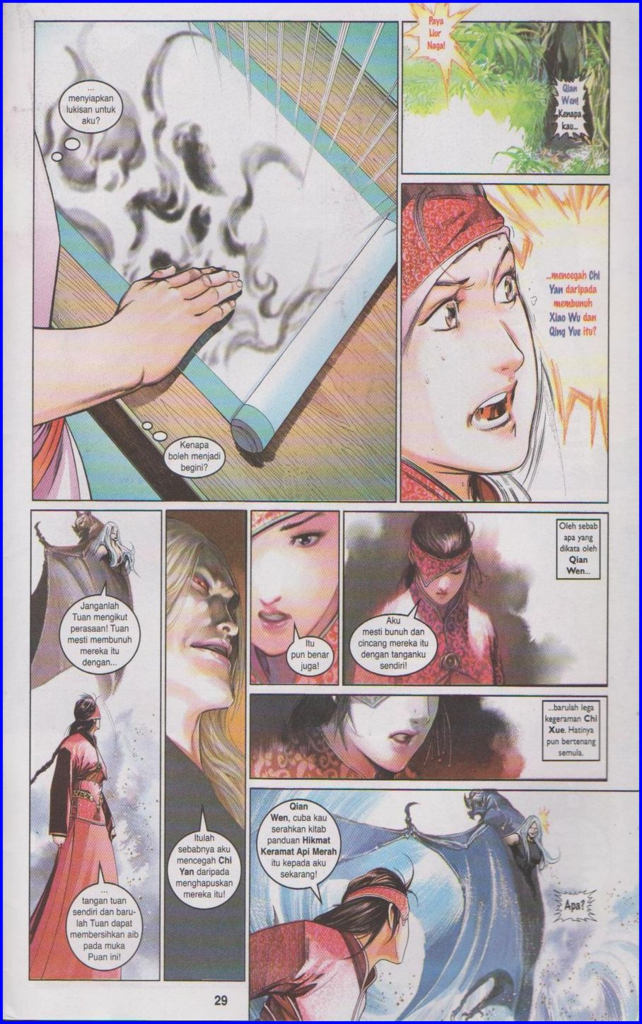 ...
menyiapkan
lukisan untuk
aku?
Kenapa
boleh menjadi
begini?
Paya
Liur
Naga!
Qian
Wen!
Kenapa
kau...
...mencegah Chi
Yan daripada
membunuh
Xiao Wu dan
Qing Yue itu?
Janganlah
Tuan mengikut
perasaan! Tuan
mesti membunuh
mereka itu
dengan...
...
tangan tuan
sendiri dan baru-
lah Tuan dapat
membersihkan aib
pada muka
Puan ini!
Itulah
sebabnya aku
mencegah Chi
Yan daripada
menghapuskan
mereka itu!
Itu
pun benar
juga!
Aku
mesti bunuh dan
cincang mereka itu
dengan tanganku
sendiri!
Oleh sebab
apa yang
dikata oleh
Qian
Wen...
...barulah lega
kegeraman Chi
Xue. Hatinya
pun bertenang
semula.
Qian
Wen, cuba kau
serahkan kitab
panduan Hikmat
Keramat Api Merah
itu kepada aku
sekarang!
Apa?
29